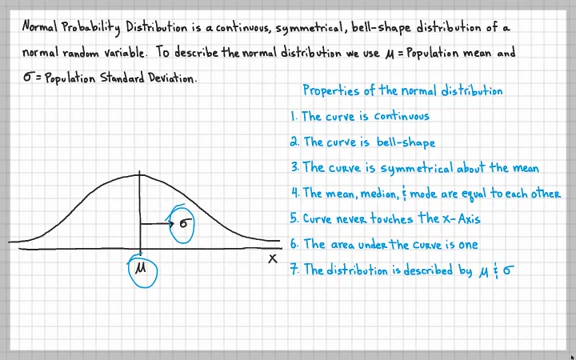 Normal Probability Distribution is a continuous, symmetrical, bell-shape distribution of a
normal random variable. To describe the normal distribution we use μ = Population mean and
σ = Population Standard Deviation.
Properties of the normal distribution
1. The curve is continuous
2. The curve is bell-shape
3. The curve is symmetrical about the mean
4. The mean, median, & mode are equal to each other
5. Curve never touches the x-Axis
6. The area under the curve is one
7. The distribution is described by μ & σ
σ
μ
x